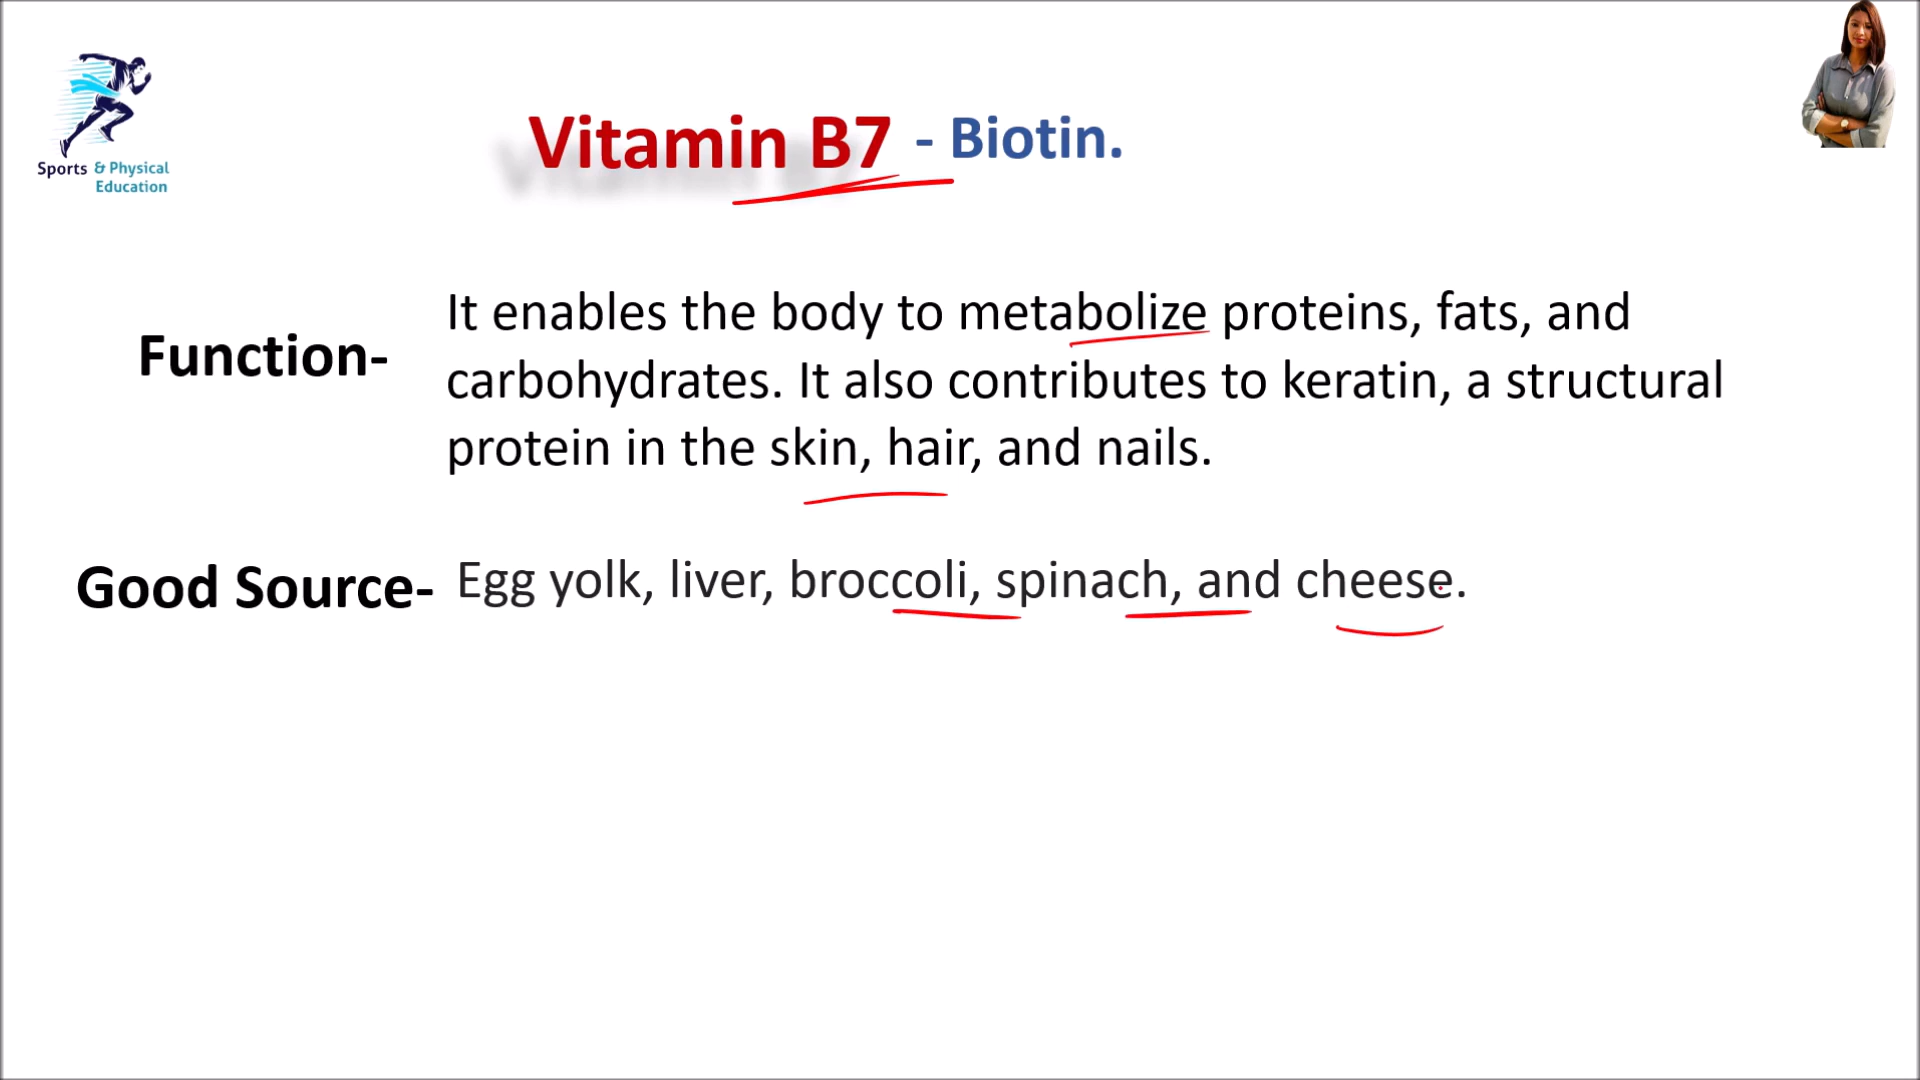 Sports & Physical
Education
Vitamin B7 - Biotin.
Function-
It enables the body to metabolize proteins, fats, and
carbohydrates. It also contributes to keratin, a structural
protein in the skin, hair, and nails.
Good Source- Egg yolk, liver, broccoli, spinach, and cheese.